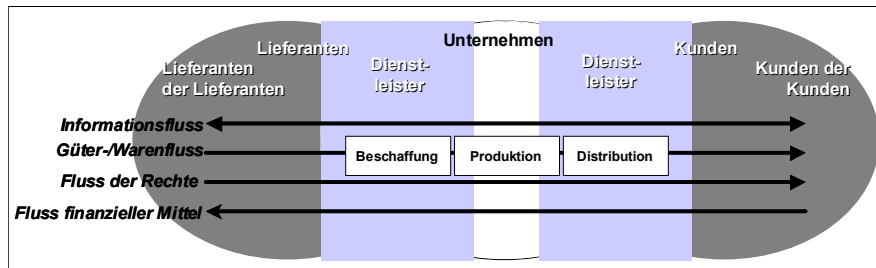 Lieferanten
der Lieferanten
Lieferanten
Dienst-
leister
Unternehmen
Dienst-
leister
Kunden
Kunden der
Kunden
Informationsfluss
Güter-/Warenfluss
Beschaffung
Produktion
Distribution
Fluss der Rechte
Fluss finanzieller Mittel